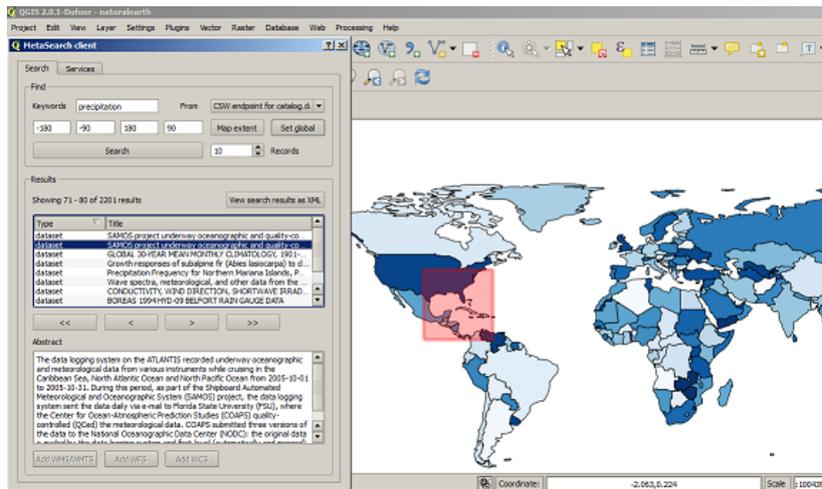 QGIS 2.0.1-Dufour - naturalearth
Project Edit View Layer Settings Plugins Vector Raster Database Web Processing Help
MetaSearch client
Search Services
Find
Keywords precipitation From CSW endpoint for catalog.d
-180 -90 180 90 Map extent Set global
Search 10 Records
Results
Showing 71 - 80 of 2201 results View search results as XML
Type Title
dataset SAMOS project underway oceanographic and quality-co...
dataset SAMOS project underway oceanographic and quality-co...
dataset GLOBAL 30-YEAR MEAN MONTHLY CLIMATOLOGY, 1901-...
dataset Growth responses of subalpine fir (Abies lasiocarpa) to d...
dataset Precipitation Frequency for Northern Mariana Islands, P...
dataset Wave spectra, meteorological, and other data from the ...
dataset CONDUCTIVITY, WIND DIRECTION, SHORTWAVE IRRAD...
dataset BOREAS 1994 HYD-09 BELFORT RAIN GAUGE DATA
<< < > >>
Abstract
The data logging system on the ATLANTIS recorded underway oceanographic
and meteorological data from various instruments while cruising in the
Caribbean Sea, North Atlantic Ocean and North Pacific Ocean from 2005-10-01
to 2005-10-31. During this period, as part of the Shipboard Automated
Meteorological and Oceanographic System (SAMOS) project, the data logging
system sent the data daily via e-mail to Florida State University (FSU), where
the Center for Ocean-Atmospheric Prediction Studies (COAPS) quality-
controlled (QCed) the meteorological data. COAPS submitted three versions of
the data to the National Oceanographic Data Center (NODC): the original data
Add WMS/WMTS Add WFS Add WCS
Coordinate: -2.063,0.224 Scale